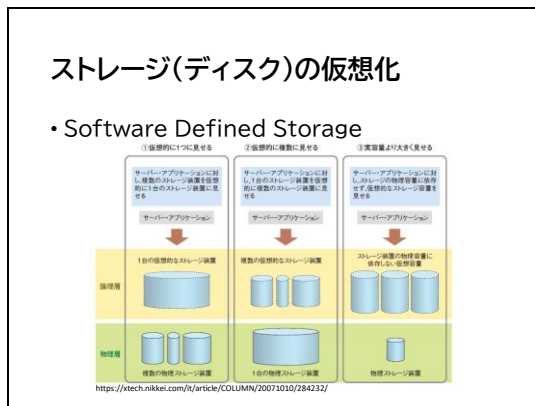 ストレージ(ディスク)の仮想化
• Software Defined Storage
①仮想的に1つに見せる
サーバー・アプリケーションに対
し,複数のストレージ装置を仮想
的に1台のストレージ装置に見
せる
サーバー・アプリケーション
②仮想的に複数に見せる
サーバー・アプリケーションに対
し,1台のストレージ装置を仮想
的に複数のストレージ装置に見
せる
サーバー・アプリケーション
③実容量より大きく見せる
サーバー・アプリケーションに対
し,ストレージの物理容量に依存
せず,仮想的なストレージ容量を
見せる
サーバー・アプリケーション
論理層
1台の仮想的なストレージ装置
複数の仮想的なストレージ装置
ストレージ装置の物理容量に
依存しない仮想容量
物理層
複数の物理ストレージ装置
1台の物理ストレージ装置
物理ストレージ装置
https://xtech.nikkei.com/it/article/COLUMN/20071010/284232/